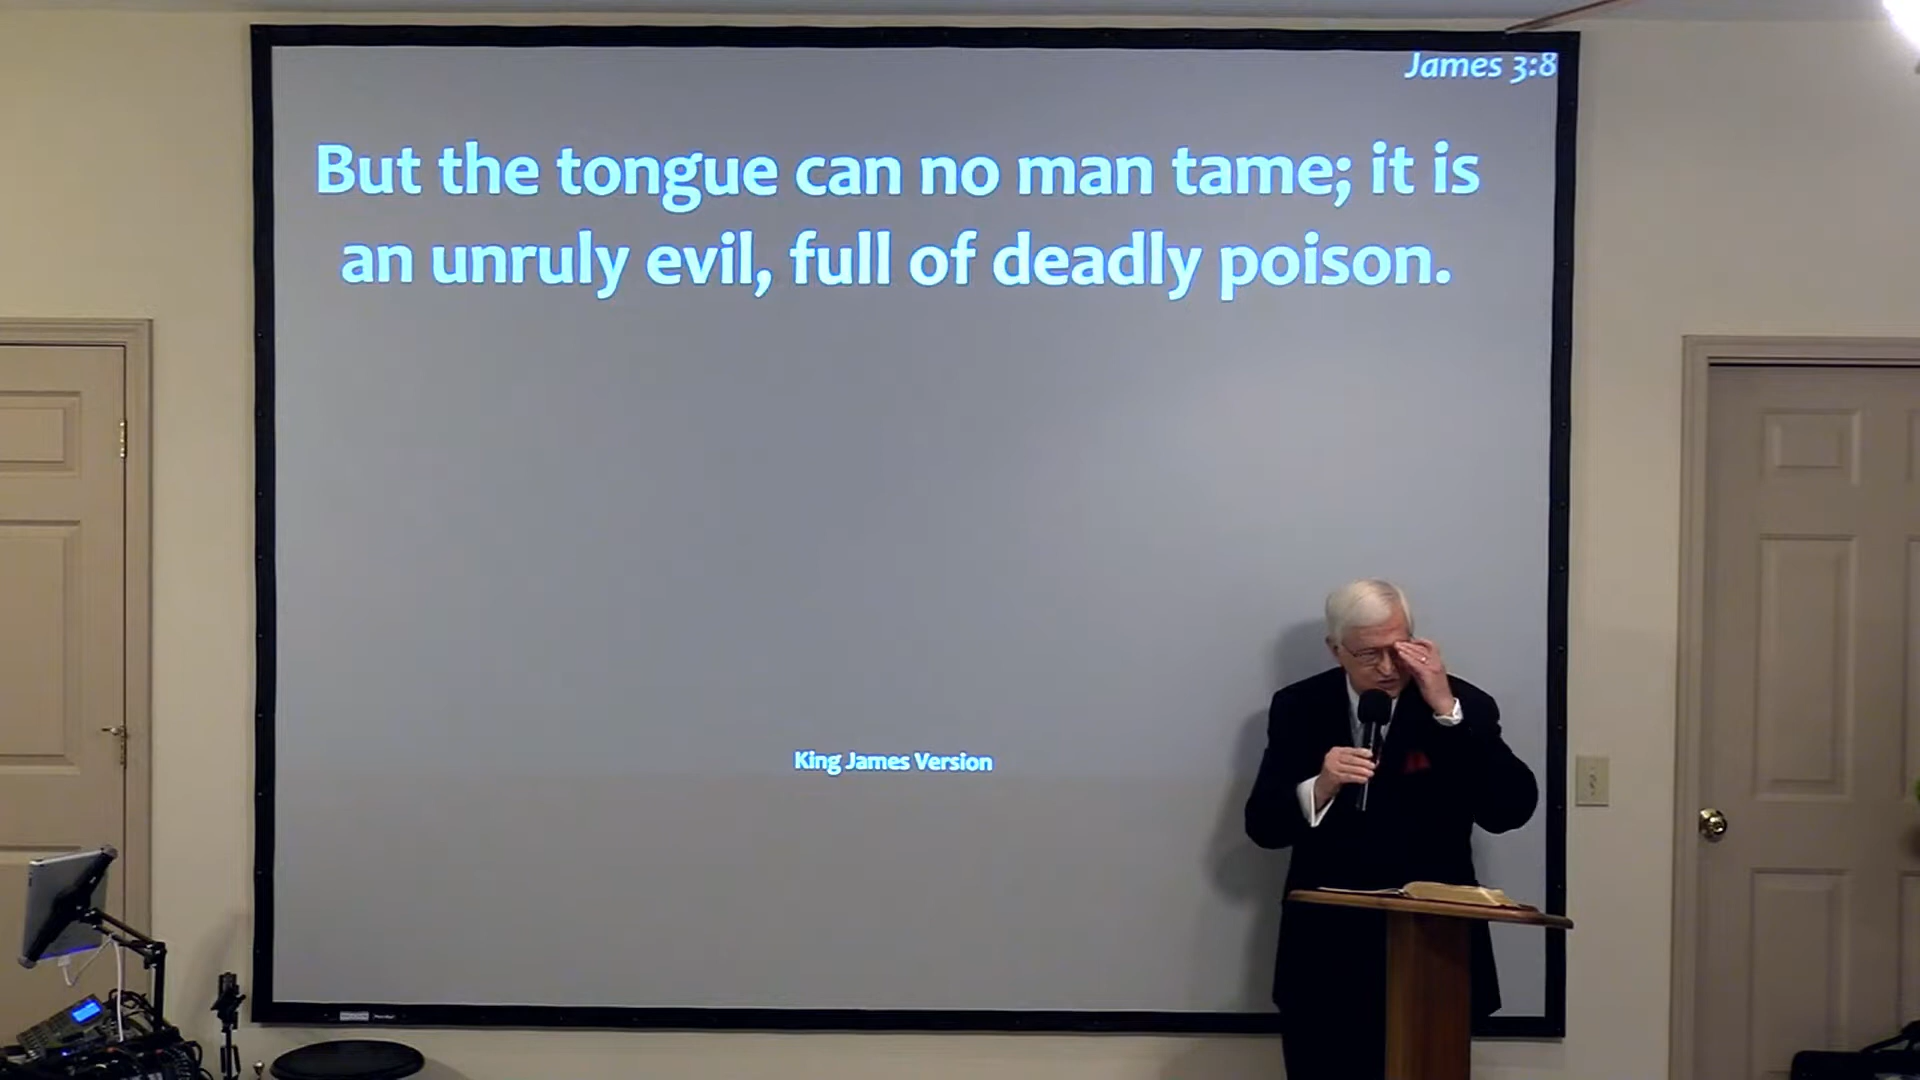 James 3:8
But the tongue can no man tame; it is
an unruly evil, full of deadly poison.
King James Version